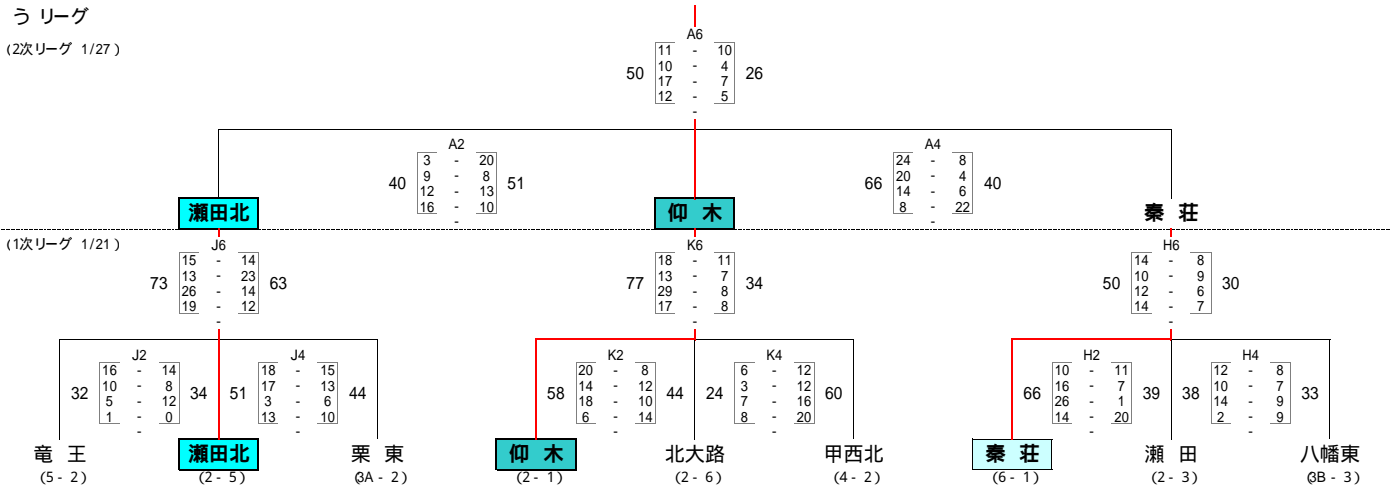 う リーグ
(2次リーグ 1/27)
A6
11 - 10
10 - 4
50 17 - 7 26
12 - 5
-
A2 A4
3 - 20 24 - 8
9 - 8 20 - 4
40 12 - 13 51 66 14 - 6 40
16 - 10 8 - 22
- -
瀬田北 仰 木 秦 荘
(1次リーグ 1/21)
J6 K6 H6
15 - 14 18 - 11 14 - 8
13 - 23 13 - 7 10 - 9
73 26 - 14 63 77 29 - 8 34 50 12 - 6 30
19 - 12 17 - 8 14 - 7
- - -
J2 J4 K2 K4 H2 H4
16 - 14 18 - 15 20 - 8 6 - 12 10 - 11 12 - 8
10 - 8 17 - 13 14 - 12 3 - 12 16 - 7 10 - 7
32 5 - 12 34 51 3 - 6 44 58 18 - 10 44 24 7 - 16 60 66 26 - 1 39 38 14 - 9 33
1 - 0 13 - 10 6 - 14 8 - 20 14 - 20 2 - 9
- - - - - -
竜 王 瀬田北 栗 東 仰 木 北大路 甲西北 秦 荘 瀬 田 八幡東
(5 - 2) (2 - 5) (3A - 2) (2 - 1) (2 - 6) (4 - 2) (6 - 1) (2 - 3) (3B - 3)